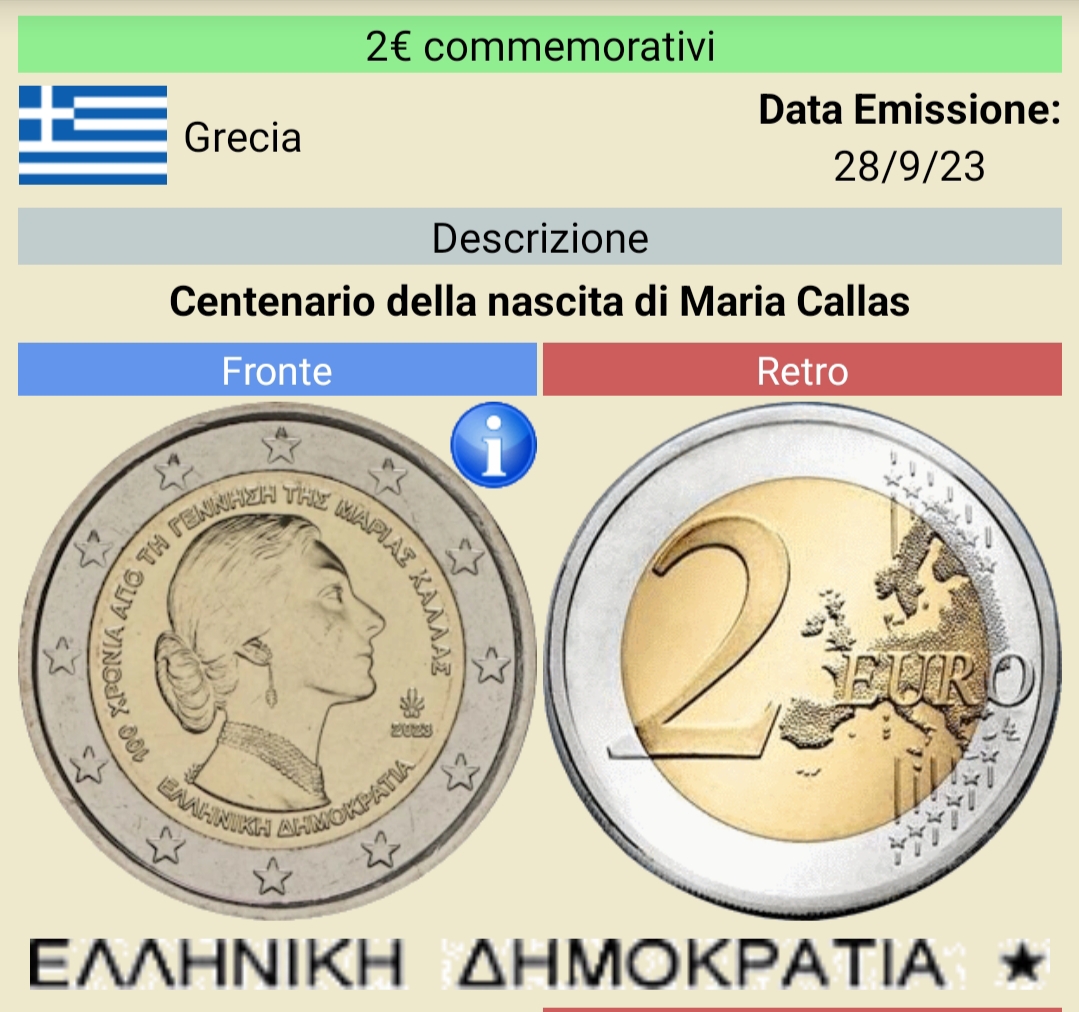 2€ commemorativi
Grecia
Data Emissione:
28/9/23
Descrizione
Centenario della nascita di Maria Callas
Fronte
Retro
i
100 ΧΡΟΝΙΑ ΑΠΟ ΤΗ ΓΕΝΝΗΣΗ ΤΗΣ ΜΑΡΙΑΣ ΚΑΛΛΑΣ
2023
ΕΛΛΗΝΙΚΗ ΔΗΜΟΚΡΑΤΙΑ
2 EURO
ΕΛΛΗΝΙΚΗ ΔΗΜΟΚΡΑΤΙΑ ★